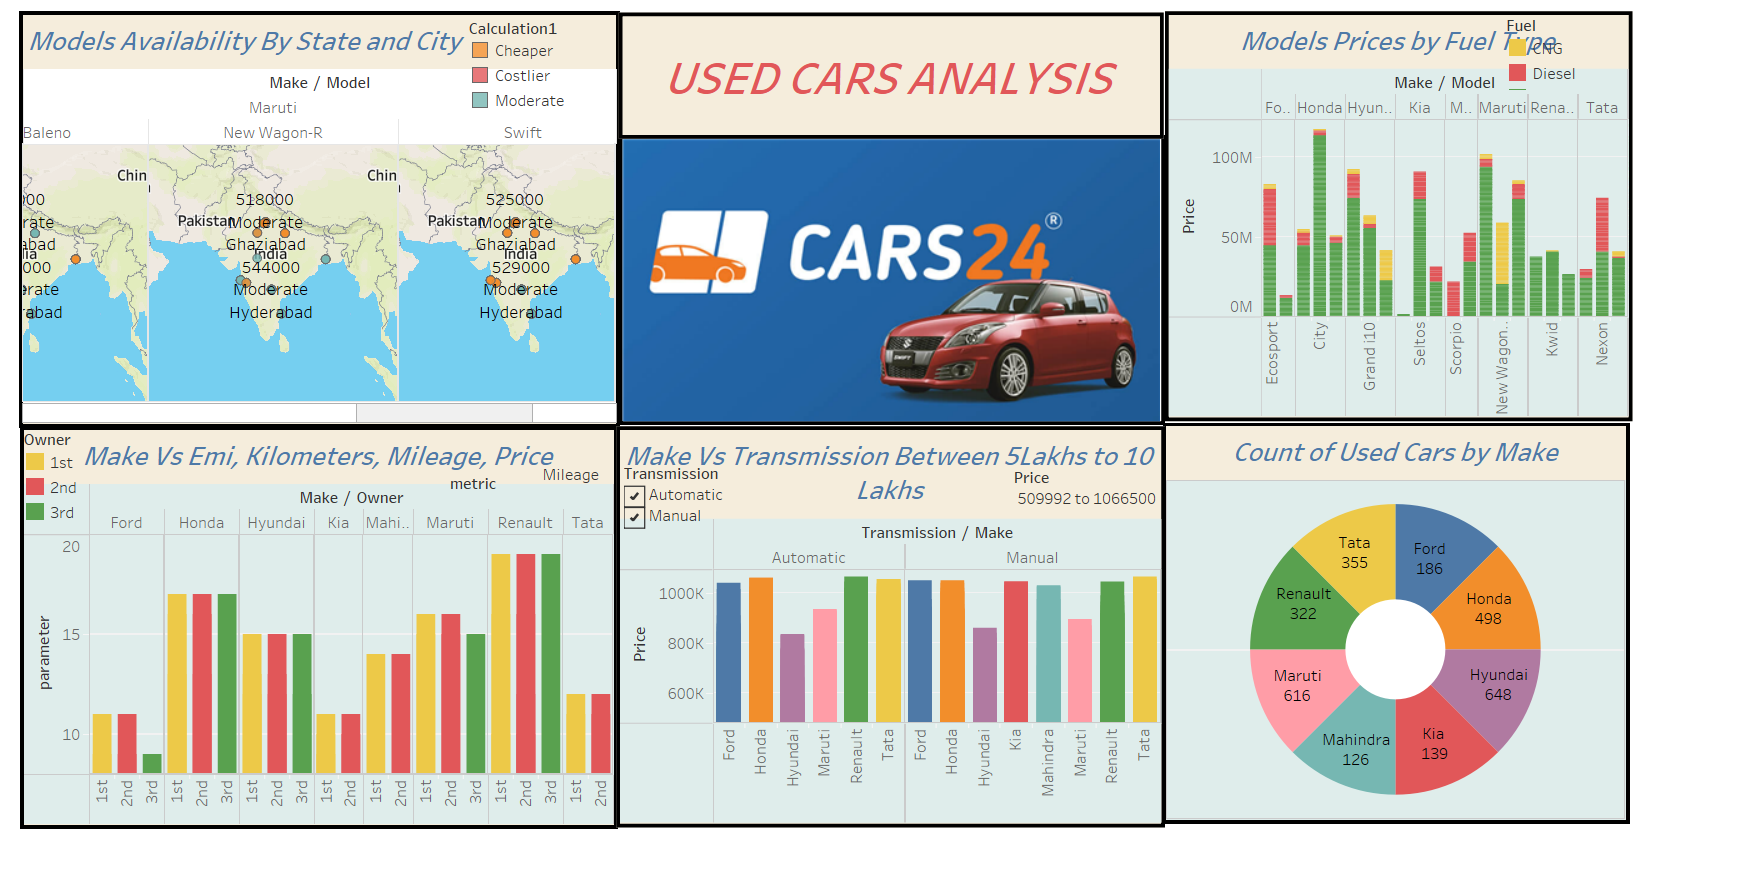 Models Availability By State and City
Calculation1
Cheaper
Costlier
Moderate
Make / Model
Maruti
Baleno
New Wagon-R
Swift
Chin
Chin
518000
525000
Pakistan
Moderate
Pakistan
Moderate
Ghaziabad
Ghaziabad
India
India
544000
529000
Moderate
Moderate
Hyderabad
Hyderabad
USED CARS ANALYSIS
CARS24®
SWIFT
Models Prices by Fuel Type
Fuel
CNG
Diesel
Make / Model
Fo..
Honda
Hyun..
Kia
M..
Maruti
Rena..
Tata
Price
100M
50M
0M
Ecosport
City
Grand i10
Seltos
Scorpio
New Wagon..
Kwid
Nexon
Owner
1st
2nd
3rd
Make Vs Emi, Kilometers, Mileage, Price
metric
Mileage
Make / Owner
Ford
Honda
Hyundai
Kia
Mahi..
Maruti
Renault
Tata
parameter
20
15
10
1st
2nd
3rd
1st
2nd
3rd
1st
2nd
3rd
1st
2nd
1st
2nd
1st
2nd
3rd
1st
2nd
3rd
1st
2nd
Make Vs Transmission Between 5Lakhs to 10
Lakhs
Transmission
Automatic
Manual
Price
509992 to 1066500
Transmission / Make
Automatic
Manual
Price
1000K
800K
600K
Ford
Honda
Hyundai
Maruti
Renault
Tata
Ford
Honda
Hyundai
Kia
Mahindra
Maruti
Renault
Tata
Count of Used Cars by Make
Tata
355
Ford
186
Renault
322
Honda
498
Maruti
616
Hyundai
648
Mahindra
126
Kia
139